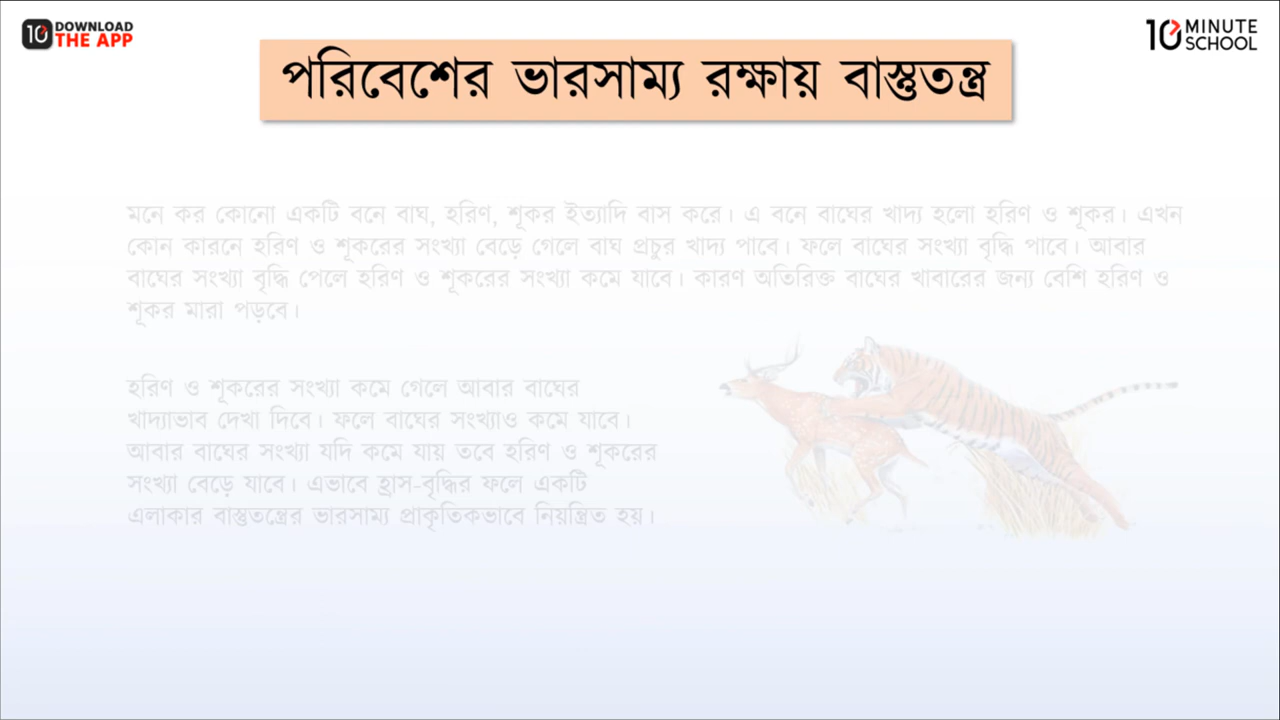 DOWNLOAD
THE APP
10 MINUTE
SCHOOL
পরিবেশের ভারসাম্য রক্ষায় বাস্তুতন্ত্র
মনে কর কোনো একটি বনে বাঘ, হরিণ, শূকর ইত্যাদি বাস করে। এ বনে বাঘের খাদ্য হলো হরিণ ও শূকর। এখন
কোন কারনে হরিণ ও শূকরের সংখ্যা বেড়ে গেলে বাঘ প্রচুর খাদ্য পাবে। ফলে বাঘের সংখ্যা বৃদ্ধি পাবে। আবার
বাঘের সংখ্যা বৃদ্ধি পেলে হরিণ ও শূকরের সংখ্যা কমে যাবে। কারণ অতিরিক্ত বাঘের খাবারের জন্য বেশি হরিণ ও
শূকর মারা পড়বে।
হরিণ ও শূকরের সংখ্যা কমে গেলে আবার বাঘের
খাদ্যাভাব দেখা দিবে। ফলে বাঘের সংখ্যাও কমে যাবে।
আবার বাঘের সংখ্যা যদি কমে যায় তবে হরিণ ও শূকরের
সংখ্যা বেড়ে যাবে। এভাবে হ্রাস-বৃদ্ধির ফলে একটি
এলাকার বাস্তুতন্ত্রের ভারসাম্য প্রাকৃতিকভাবে নিয়ন্ত্রিত হয়।